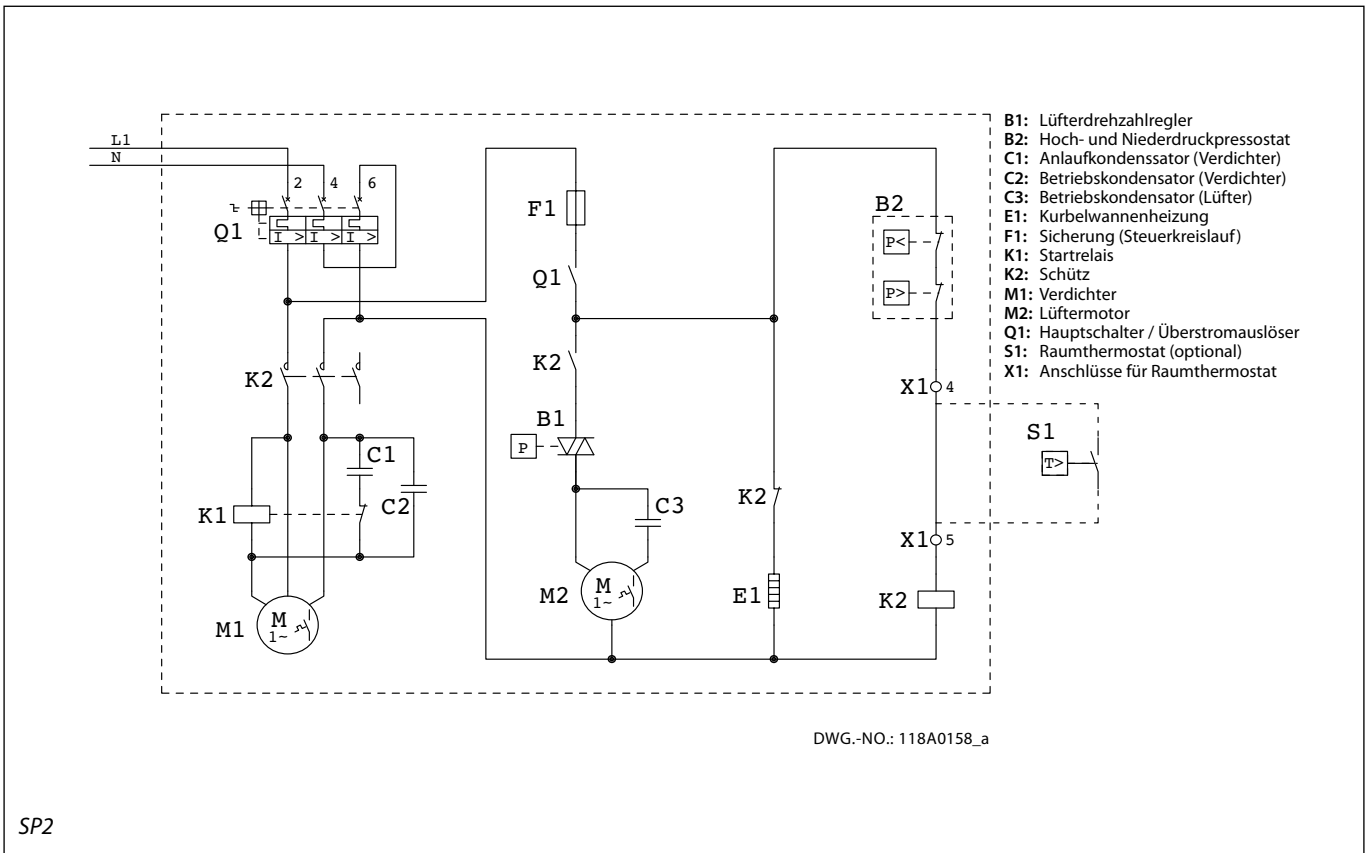 L1
N
2 4 6
Q1
I > I > I >
K2
K1
C1
C2
M1
M
1~
F1
Q1
K2
B1
P
C3
M2
M
1~
K2
E1
B2
P<
P>
X1 4
S1
T>
X1 5
K2
B1: Lüfterdrehzahlregler
B2: Hoch- und Niederdruckpressostat
C1: Anlaufkondenssator (Verdichter)
C2: Betriebskondensator (Verdichter)
C3: Betriebskondensator (Lüfter)
E1: Kurbelwannenheizung
F1: Sicherung (Steuerkreislauf)
K1: Startrelais
K2: Schütz
M1: Verdichter
M2: Lüftermotor
Q1: Hauptschalter / Überstromauslöser
S1: Raumthermostat (optional)
X1: Anschlüsse für Raumthermostat
DWG.-NO.: 118A0158_a
SP2